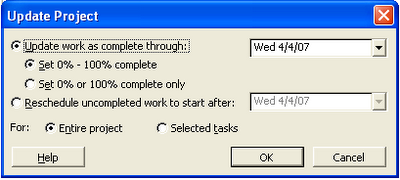 Update Project
Update work as complete through: Wed 4/4/07
Set 0% - 100% complete
Set 0% or 100% complete only
Reschedule uncompleted work to start after: Wed 4/4/07
For: Entire project Selected tasks
Help OK Cancel